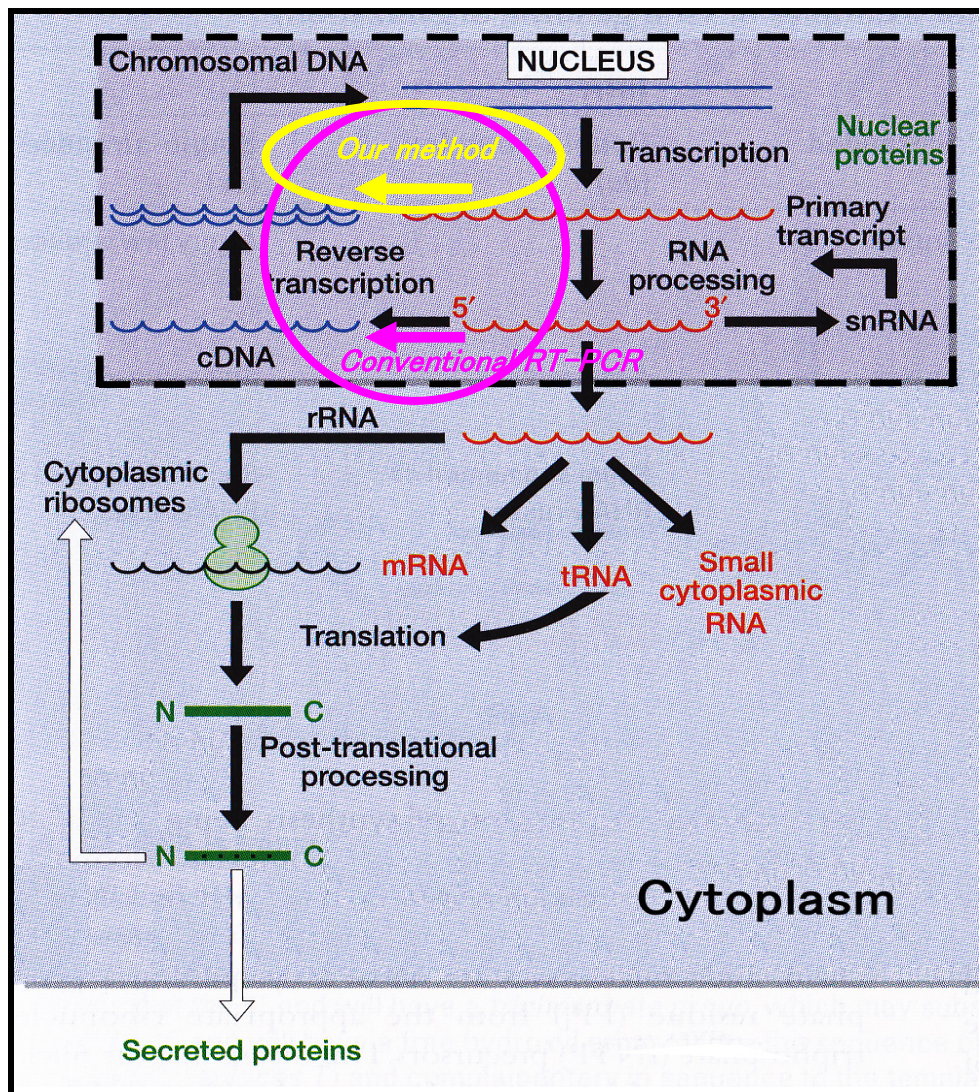 Chromosomal DNA
NUCLEUS
Nuclear
proteins
Our method
Transcription
Primary
transcript
Reverse
transcription
RNA
processing
5′
3′
snRNA
cDNA
Conventional RT-PCR
rRNA
Cytoplasmic
ribosomes
mRNA
tRNA
Small
cytoplasmic
RNA
Translation
N
C
Post-translational
processing
N
C
Cytoplasm
Secreted proteins